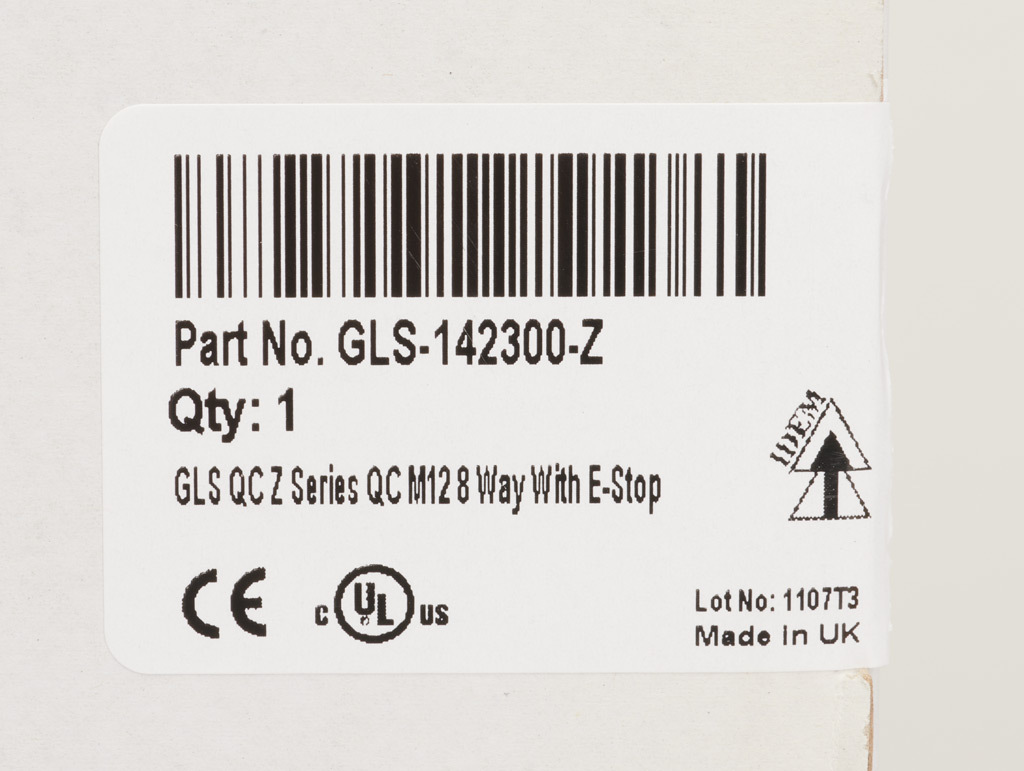 Part No. GLS-142300-Z
Qty: 1
GLS QC Z Series QC M12 8 Way With E-Stop
IDEM
CE
c UL US
Lot No: 1107T3
Made in UK